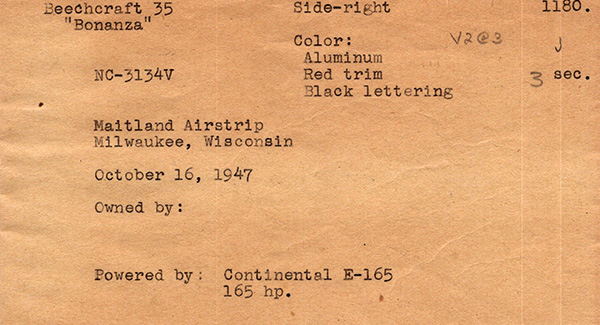 Beechcraft 35 Side-right 1180.
"Bonanza"
Color: V2@3
Aluminum
NC-3134V Red trim 3 sec.
Black lettering
Maitland Airstrip
Milwaukee, Wisconsin
October 16, 1947
Owned by:
Powered by: Continental E-165
165 hp.